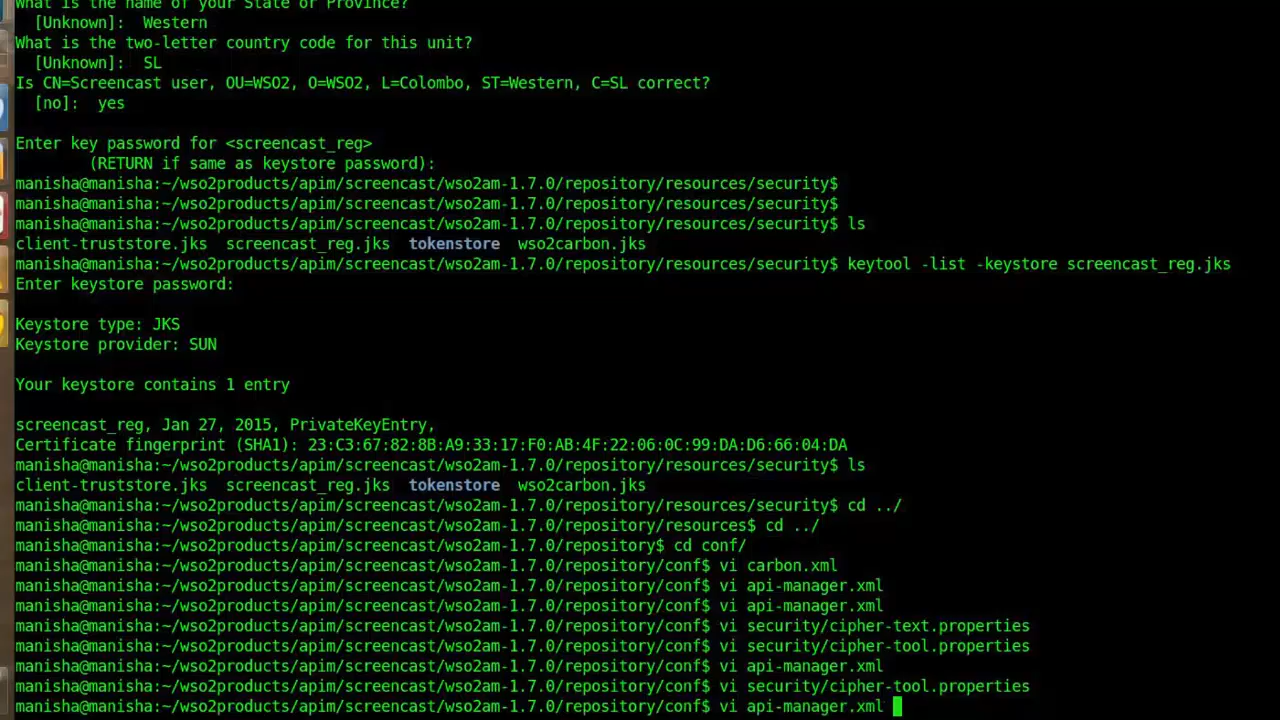 What is the name of your State or Province?
[Unknown]:  Western
What is the two-letter country code for this unit?
[Unknown]:  SL
Is CN=Screencast user, OU=WSO2, O=WSO2, L=Colombo, ST=Western, C=SL correct?
[no]:  yes
Enter key password for <screencast_reg>
(RETURN if same as keystore password):
manisha@manisha:~/wso2products/apim/screencast/wso2am-1.7.0/repository/resources/security$
manisha@manisha:~/wso2products/apim/screencast/wso2am-1.7.0/repository/resources/security$
manisha@manisha:~/wso2products/apim/screencast/wso2am-1.7.0/repository/resources/security$ ls
client-truststore.jks  screencast_reg.jks  tokenstore  wso2carbon.jks
manisha@manisha:~/wso2products/apim/screencast/wso2am-1.7.0/repository/resources/security$ keytool -list -keystore screencast_reg.jks
Enter keystore password:
Keystore type: JKS
Keystore provider: SUN
Your keystore contains 1 entry
screencast_reg, Jan 27, 2015, PrivateKeyEntry,
Certificate fingerprint (SHA1): 23:C3:67:82:8B:A9:33:17:F0:AB:4F:22:06:0C:99:DA:D6:66:04:DA
manisha@manisha:~/wso2products/apim/screencast/wso2am-1.7.0/repository/resources/security$ ls
client-truststore.jks  screencast_reg.jks  tokenstore  wso2carbon.jks
manisha@manisha:~/wso2products/apim/screencast/wso2am-1.7.0/repository/resources/security$ cd ../
manisha@manisha:~/wso2products/apim/screencast/wso2am-1.7.0/repository/resources$ cd ../
manisha@manisha:~/wso2products/apim/screencast/wso2am-1.7.0/repository$ cd conf/
manisha@manisha:~/wso2products/apim/screencast/wso2am-1.7.0/repository/conf$ vi carbon.xml
manisha@manisha:~/wso2products/apim/screencast/wso2am-1.7.0/repository/conf$ vi api-manager.xml
manisha@manisha:~/wso2products/apim/screencast/wso2am-1.7.0/repository/conf$ vi api-manager.xml
manisha@manisha:~/wso2products/apim/screencast/wso2am-1.7.0/repository/conf$ vi security/cipher-text.properties
manisha@manisha:~/wso2products/apim/screencast/wso2am-1.7.0/repository/conf$ vi security/cipher-tool.properties
manisha@manisha:~/wso2products/apim/screencast/wso2am-1.7.0/repository/conf$ vi api-manager.xml
manisha@manisha:~/wso2products/apim/screencast/wso2am-1.7.0/repository/conf$ vi security/cipher-tool.properties
manisha@manisha:~/wso2products/apim/screencast/wso2am-1.7.0/repository/conf$ vi api-manager.xml